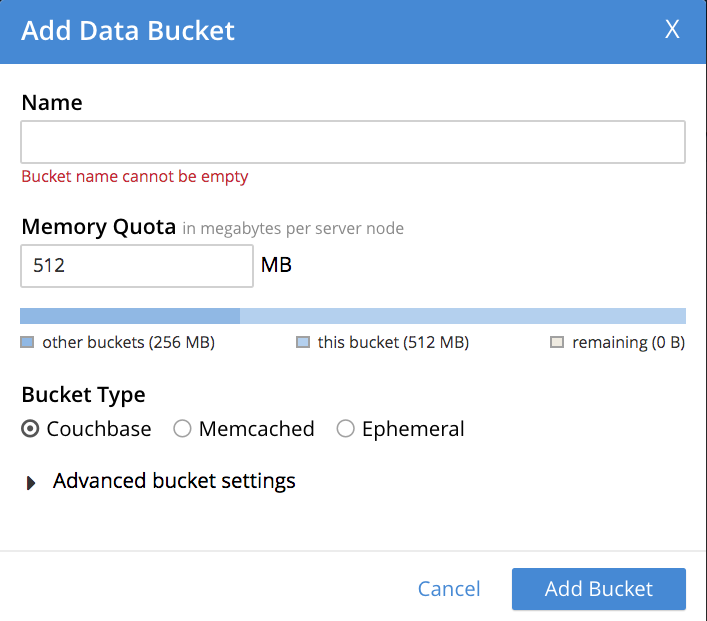 Add Data Bucket X
Name
Bucket name cannot be empty
Memory Quota in megabytes per server node
512 MB
other buckets (256 MB) this bucket (512 MB) remaining (0 B)
Bucket Type
Couchbase Memcached Ephemeral
Advanced bucket settings
Cancel Add Bucket